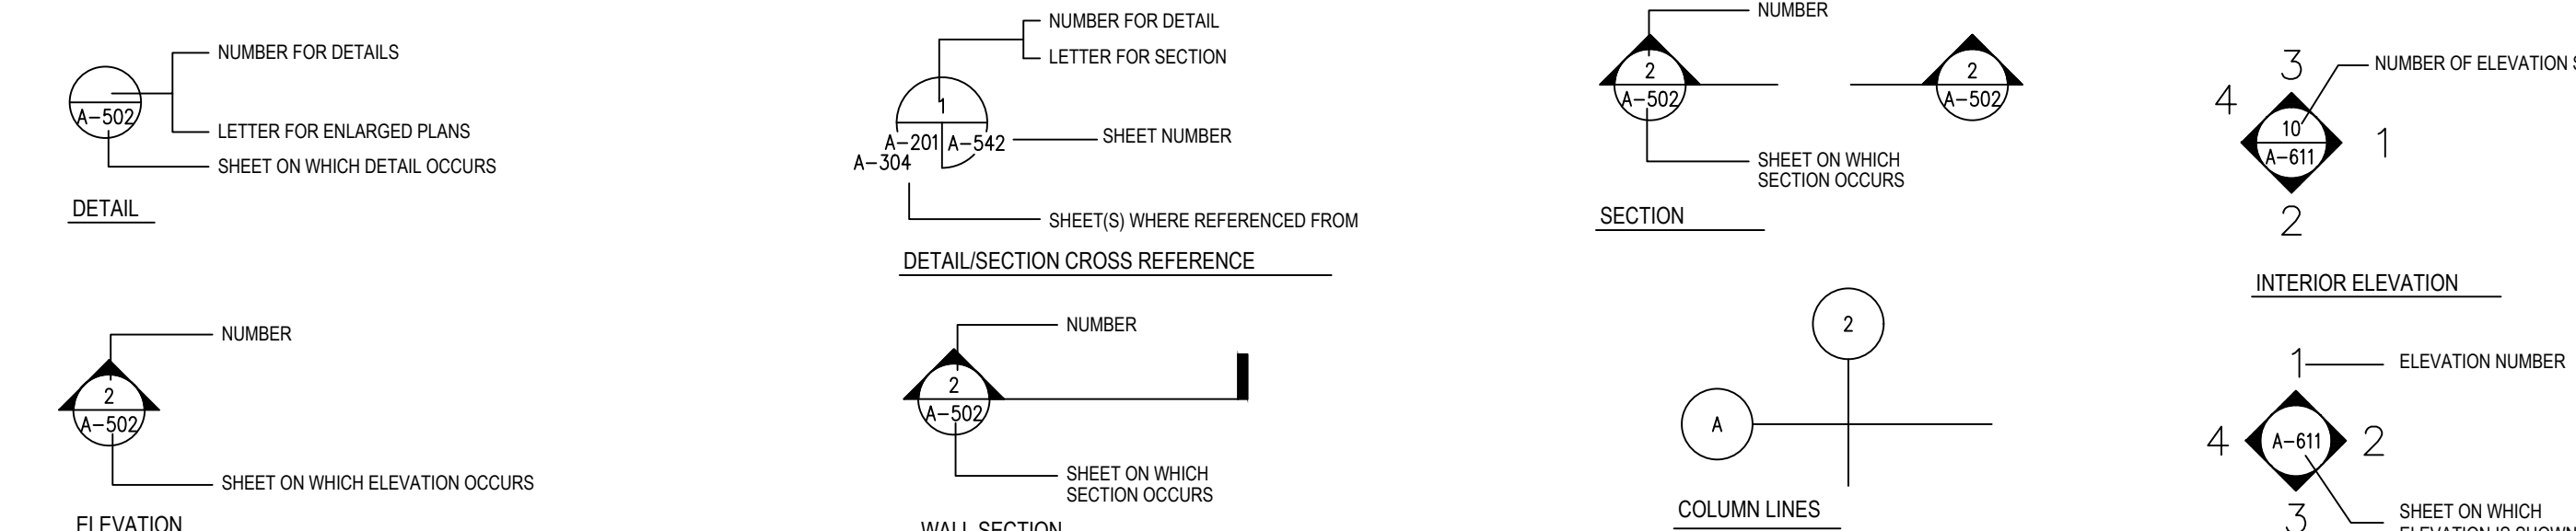 NUMBER FOR DETAILS
A-502
LETTER FOR ENLARGED PLANS
SHEET ON WHICH DETAIL OCCURS
DETAIL
NUMBER FOR DETAIL
LETTER FOR SECTION
1
A-201 A-542
A-304
SHEET NUMBER
SHEET(S) WHERE REFERENCED FROM
DETAIL/SECTION CROSS REFERENCE
NUMBER
2
A-502
2
A-502
SHEET ON WHICH
SECTION OCCURS
SECTION
3
NUMBER OF ELEVATION
4
10
A-611
1
2
INTERIOR ELEVATION
NUMBER
2
A-502
SHEET ON WHICH ELEVATION OCCURS
ELEVATION
NUMBER
2
A-502
SHEET ON WHICH
SECTION OCCURS
WALL SECTION
2
A
COLUMN LINES
1
ELEVATION NUMBER
4
A-611
2
3
SHEET ON WHICH
ELEVATION IS SHOWN